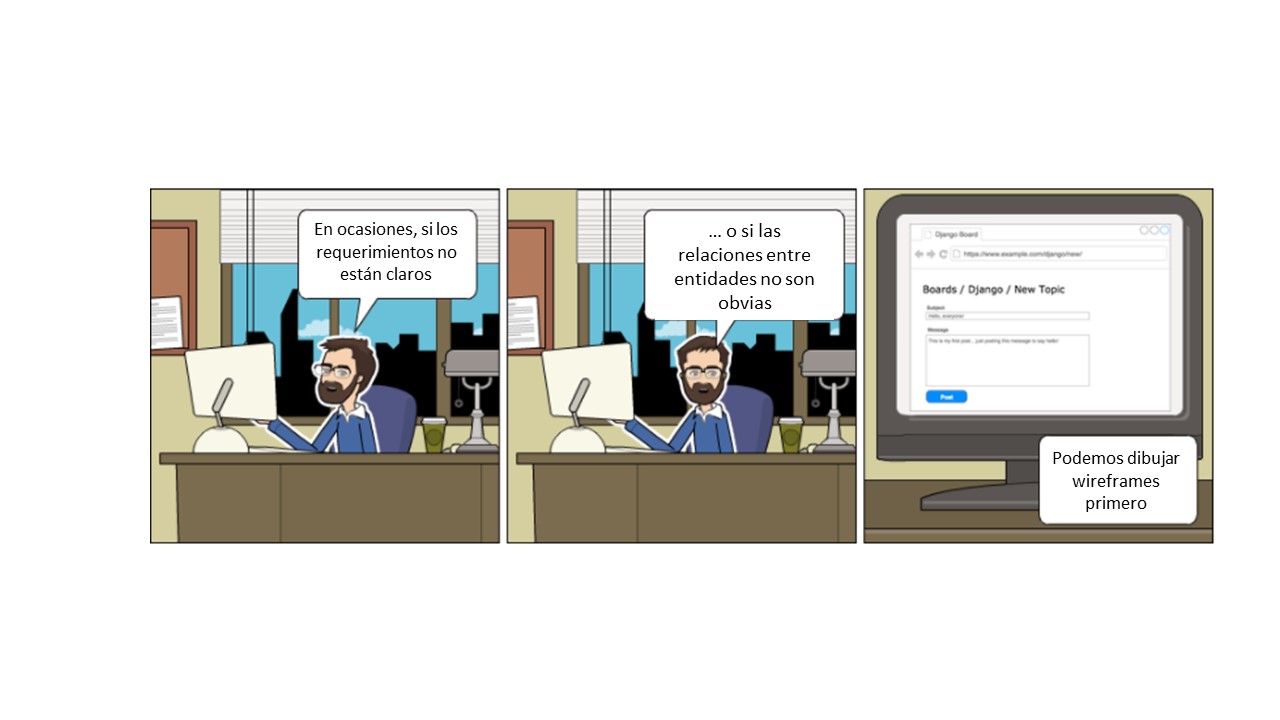 En ocasiones, si los
requerimientos no
están claros
... o si las
relaciones entre
entidades no son
obvias
Django Board
https://www.example.com/django/new/
Boards / Django / New Topic
Subject
Hello, everyone!
Message
This is my first post... just posting this message to say hello!
Post
Podemos dibujar
wireframes
primero